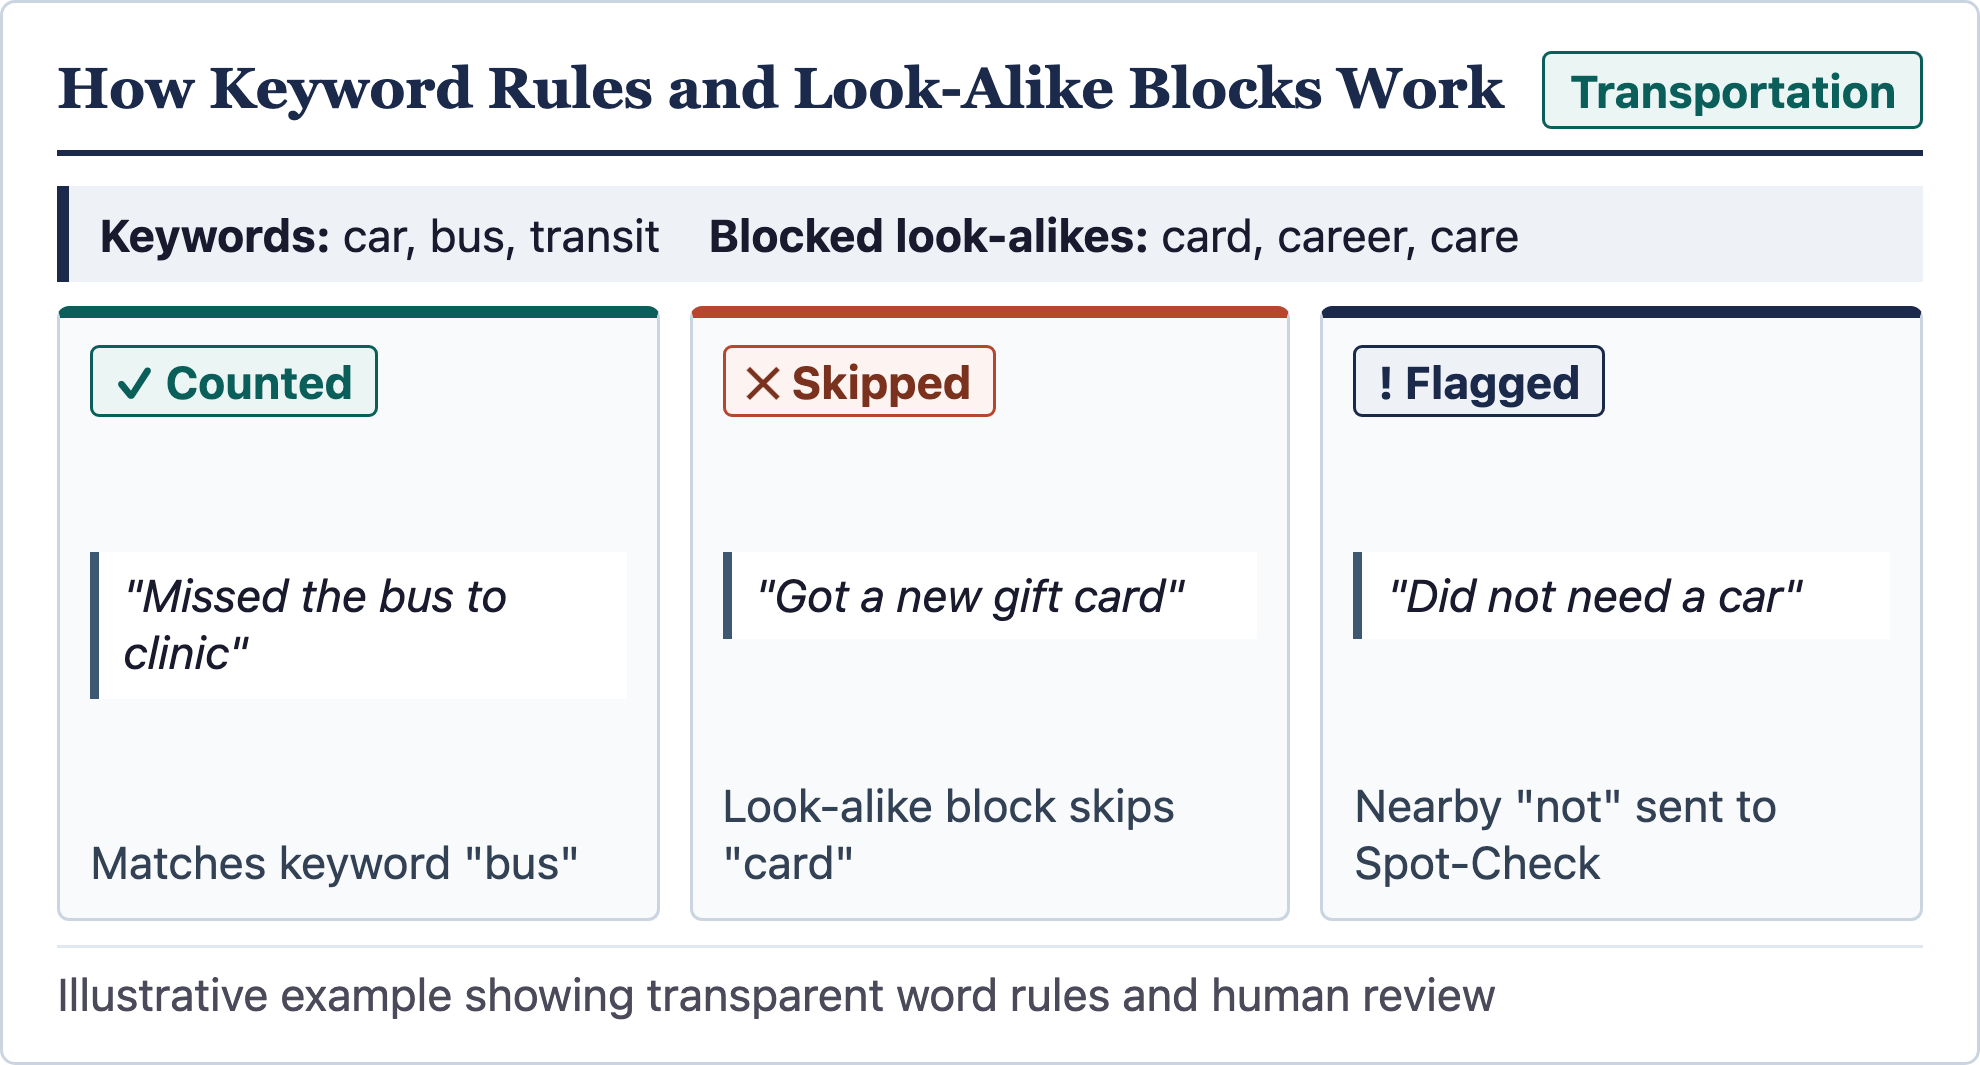 How Keyword Rules and Look-Alike Blocks Work
Transportation
Keywords: car, bus, transit Blocked look-alikes: card, career, care
✓ Counted
"Missed the bus to
clinic"
Matches keyword "bus"
✕ Skipped
"Got a new gift card"
Look-alike block skips
"card"
! Flagged
"Did not need a car"
Nearby "not" sent to
Spot-Check
Illustrative example showing transparent word rules and human review